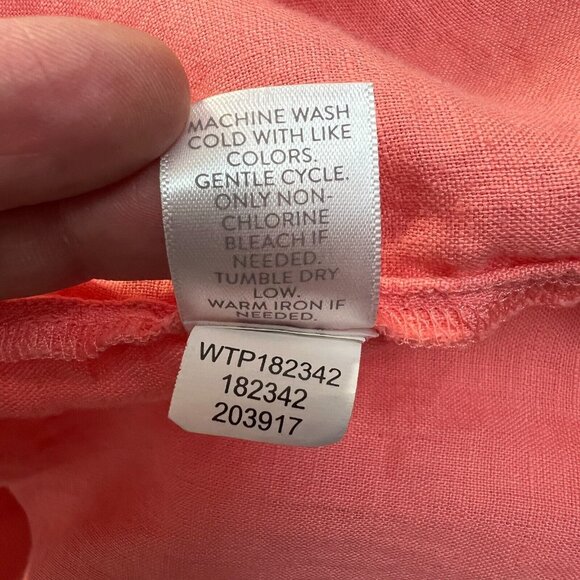 MACHINE WASH
COLD WITH LIKE
COLORS.
GENTLE CYCLE.
ONLY NON-
CHLORINE
BLEACH IF
NEEDED.
TUMBLE DRY
LOW.
WARM IRON IF
NEEDED.
WTP182342
182342
203917